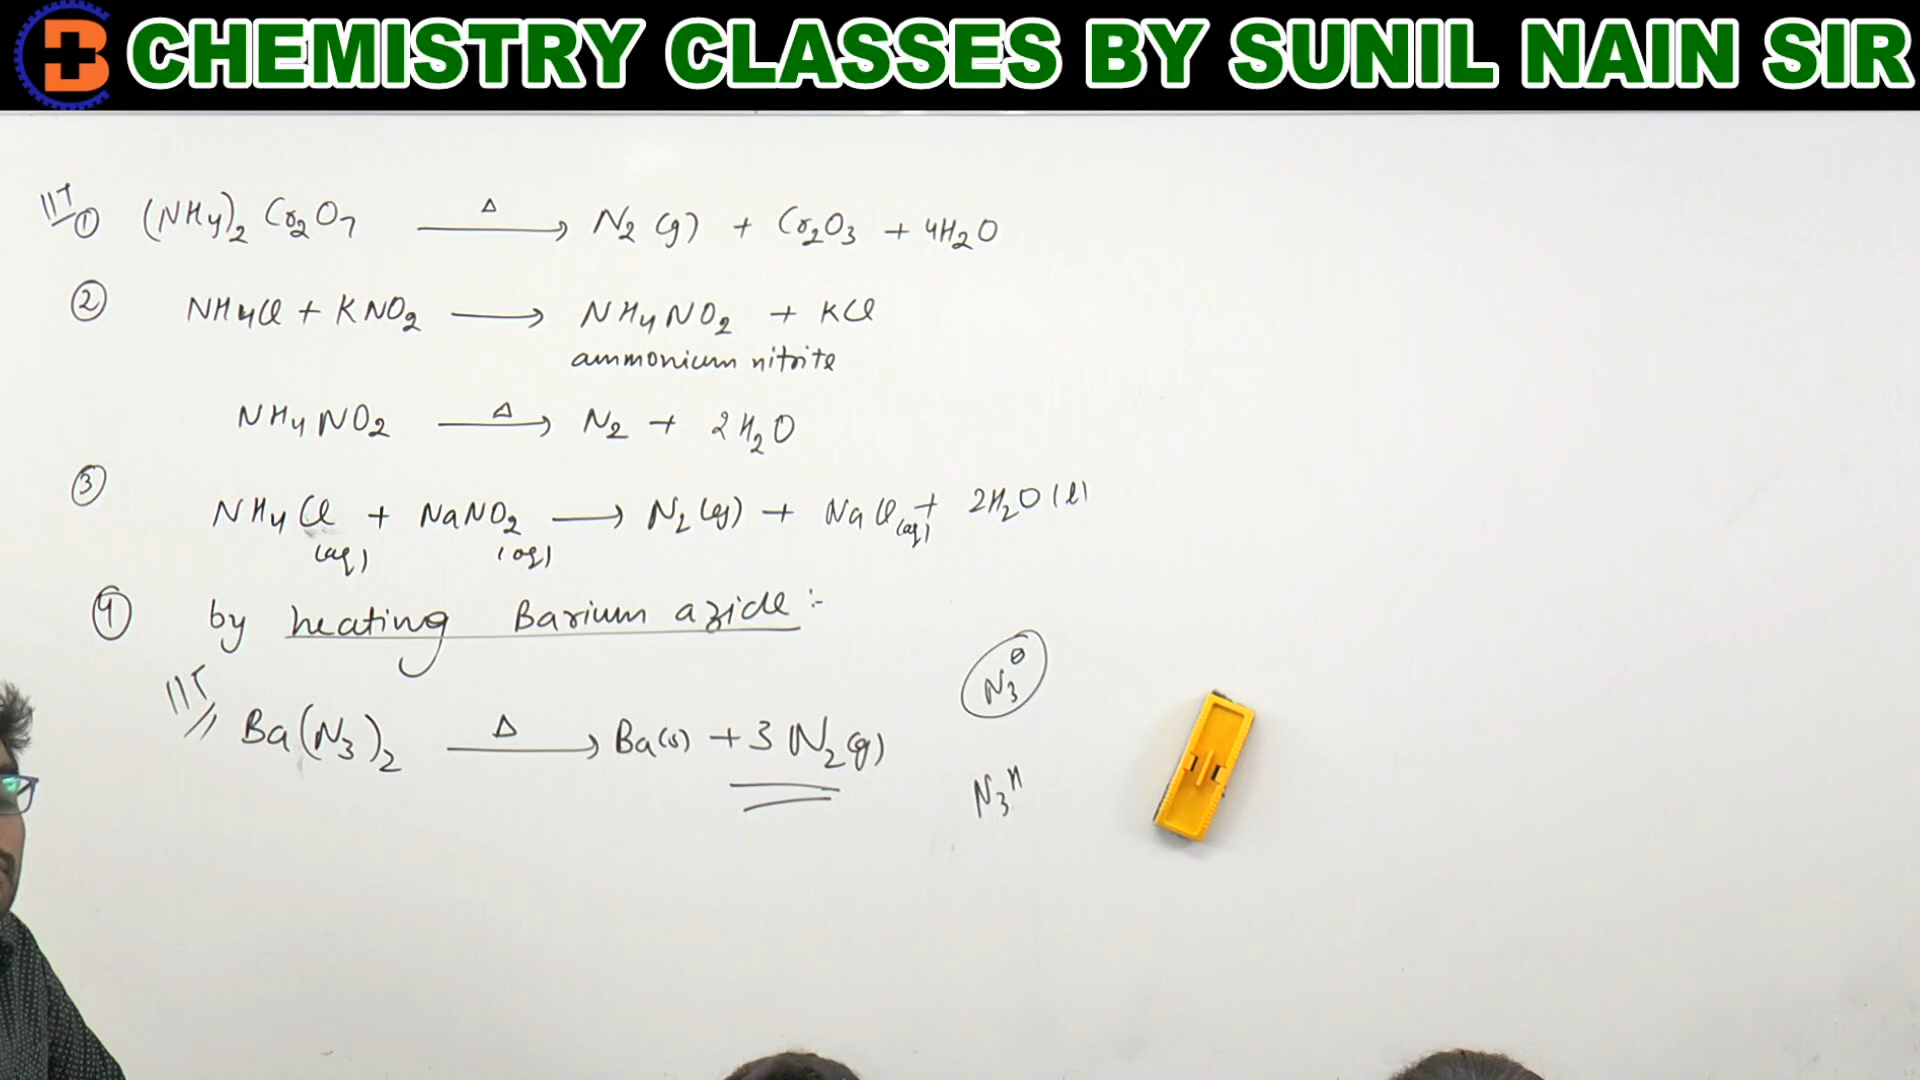 CHEMISTRY CLASSES BY SUNIL NAIN SIR
IIT ① (NH4)2 Cr2O7 —Δ→ N2 (g) + Cr2O3 + 4H2O
② NH4Cl + KNO2 ⟶ NH4NO2 + KCl
ammonium nitrite
NH4NO2 —Δ→ N2 + 2H2O
③ NH4Cl (aq) + NaNO2 (aq) ⟶ N2(g) + NaCl(aq) + 2H2O(l)
④ by heating Barium azide :-
N3⊖
IIT Ba(N3)2 —Δ→ Ba(s) + 3N2(g)
N3H